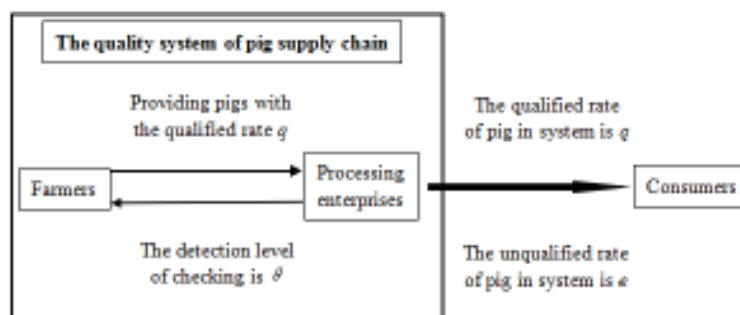 The quality system of pig supply chain
Providing pigs with
the qualified rate q
Farmers
Processing
enterprises
The detection level
of checking is θ
The qualified rate
of pig in system is q
Consumers
The unqualified rate
of pig in system is e